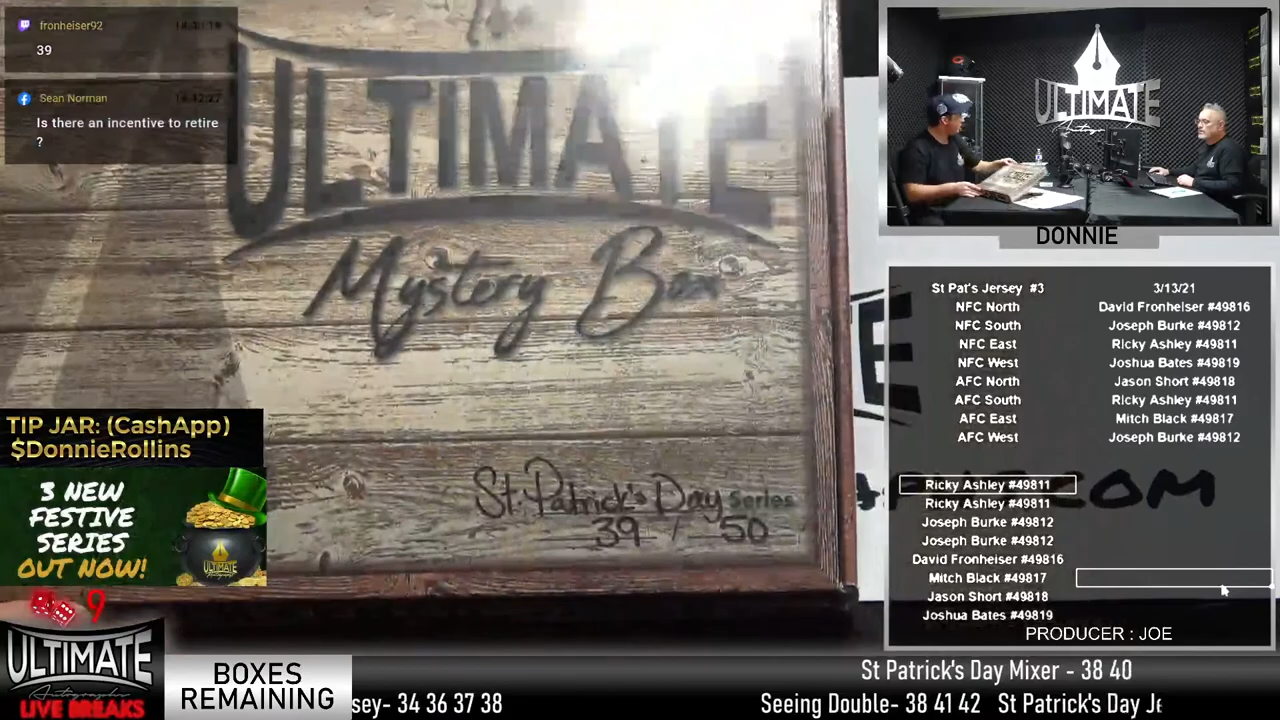 fronheiser92
39
Sean Norman
Is there an incentive to retire
?
ULTIMATE
Mystery Box
St. Patrick's Day Series
39 / 50
TIP JAR: (CashApp)
$DonnieRollins
3 NEW
FESTIVE
SERIES
OUT NOW!
ULTIMATE
9
ULTIMATE
Autographs
LIVE BREAKS
BOXES
REMAINING
sey- 34 36 37 38
St Patrick's Day Mixer - 38 40
Seeing Double- 38 41 42 St Patrick's Day Je
ULTIMATE
DONNIE
St Pat's Jersey #3 3/13/21
NFC North David Fronheiser #49816
NFC South Joseph Burke #49812
NFC East Ricky Ashley #49811
NFC West Joshua Bates #49819
AFC North Jason Short #49818
AFC South Ricky Ashley #49811
AFC East Mitch Black #49817
AFC West Joseph Burke #49812
Ricky Ashley #49811
Ricky Ashley #49811
Joseph Burke #49812
Joseph Burke #49812
David Fronheiser #49816
Mitch Black #49817
Jason Short #49818
Joshua Bates #49819
PRODUCER : JOE
COM